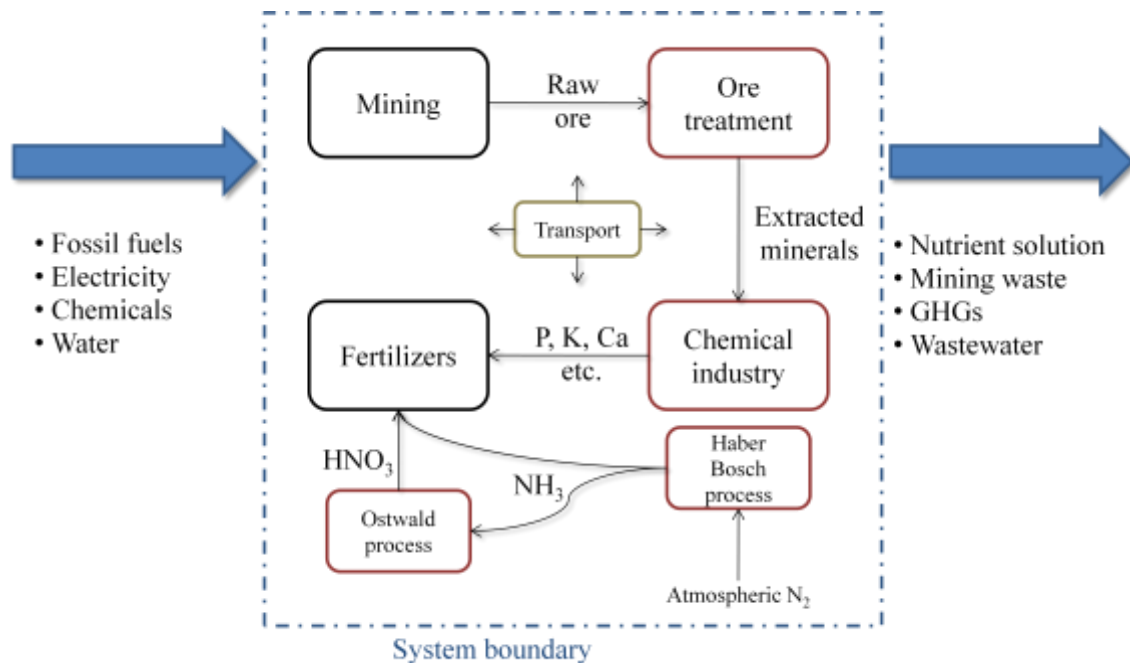 Mining
Raw
ore
Ore
treatment
• Fossil fuels
• Electricity
• Chemicals
• Water
Transport
Extracted
minerals
• Nutrient solution
• Mining waste
• GHGs
• Wastewater
Fertilizers
P, K, Ca
etc.
Chemical
industry
HNO₃
NH₃
Haber
Bosch
process
Ostwald
process
Atmospheric N₂
System boundary